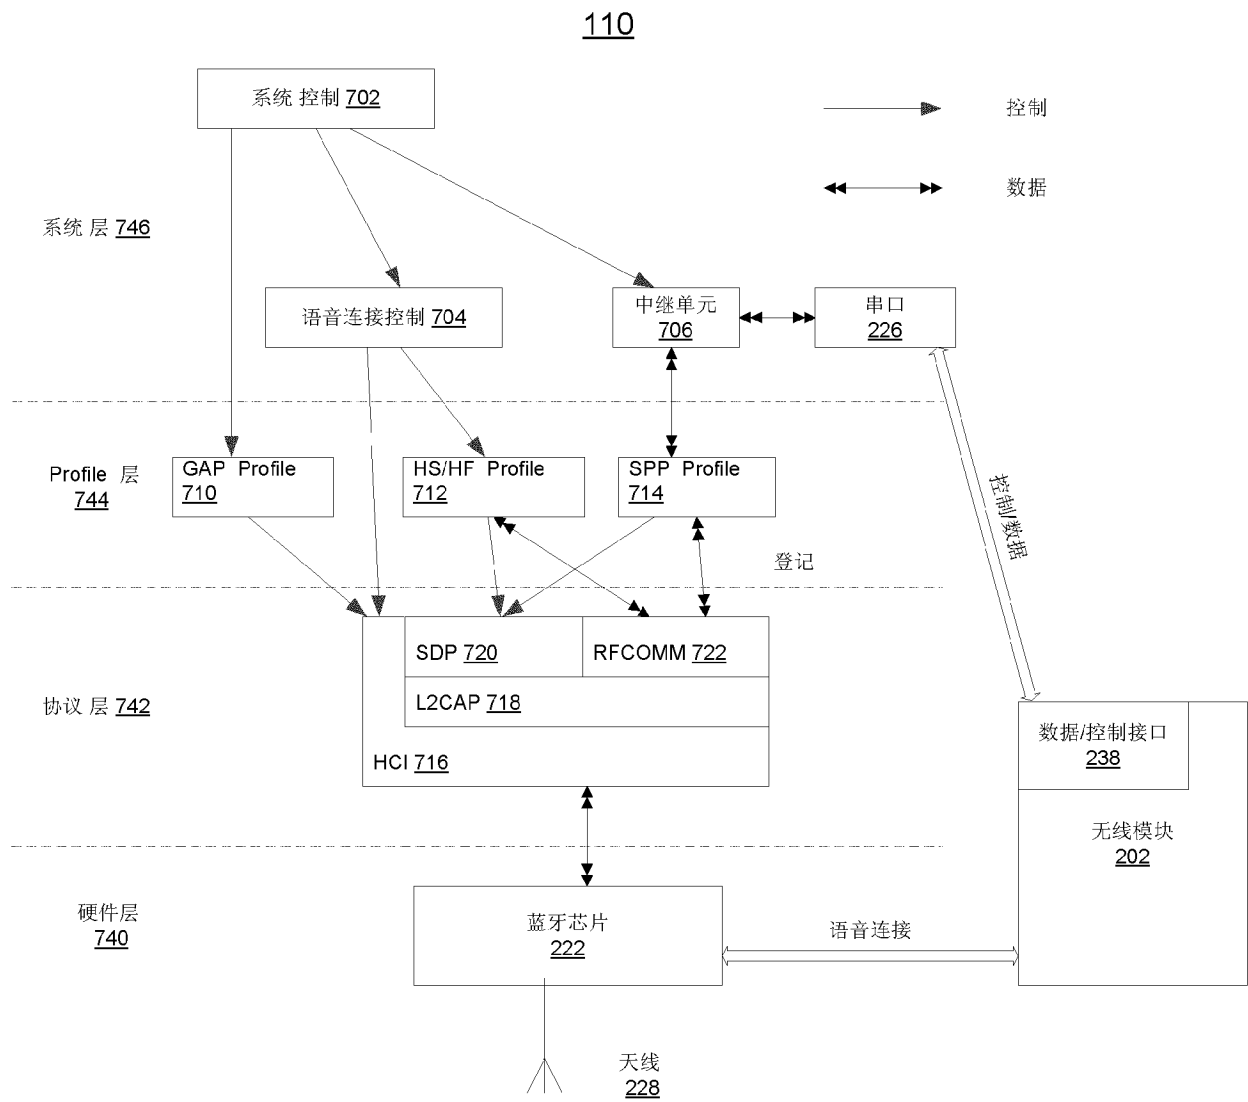 110
系统 控制 702
控制
数据
系统 层 746
语音连接控制 704
中继单元
706
串口
226
Profile 层
744
GAP Profile
710
HS/HF Profile
712
SPP Profile
714
控制/数据
登记
SDP 720
RFCOMM 722
L2CAP 718
HCI 716
协议 层 742
数据/控制接口
238
无线模块
202
硬件层
740
蓝牙芯片
222
语音连接
天线
228